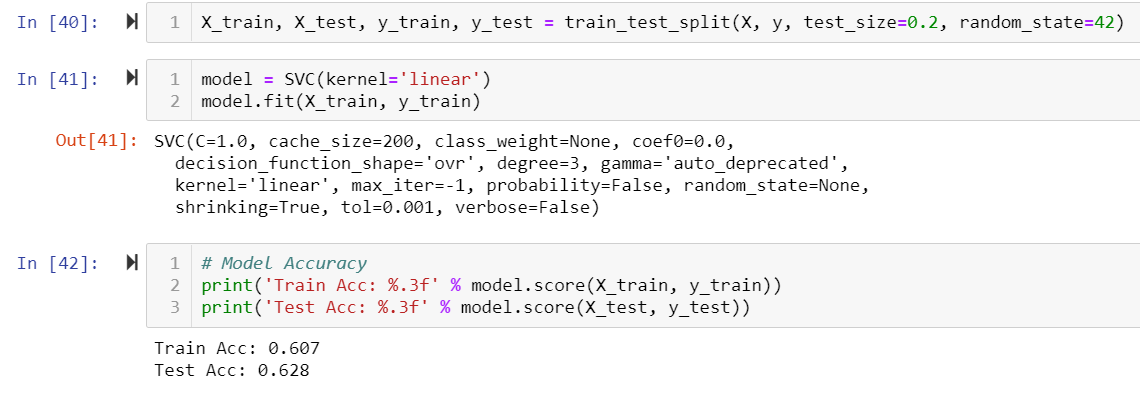 In [40]: 1 X_train, X_test, y_train, y_test = train_test_split(X, y, test_size=0.2, random_state=42)
In [41]: 1 model = SVC(kernel='linear')
2 model.fit(X_train, y_train)
Out[41]: SVC(C=1.0, cache_size=200, class_weight=None, coef0=0.0,
decision_function_shape='ovr', degree=3, gamma='auto_deprecated',
kernel='linear', max_iter=-1, probability=False, random_state=None,
shrinking=True, tol=0.001, verbose=False)
In [42]: 1 # Model Accuracy
2 print('Train Acc: %.3f' % model.score(X_train, y_train))
3 print('Test Acc: %.3f' % model.score(X_test, y_test))
Train Acc: 0.607
Test Acc: 0.628